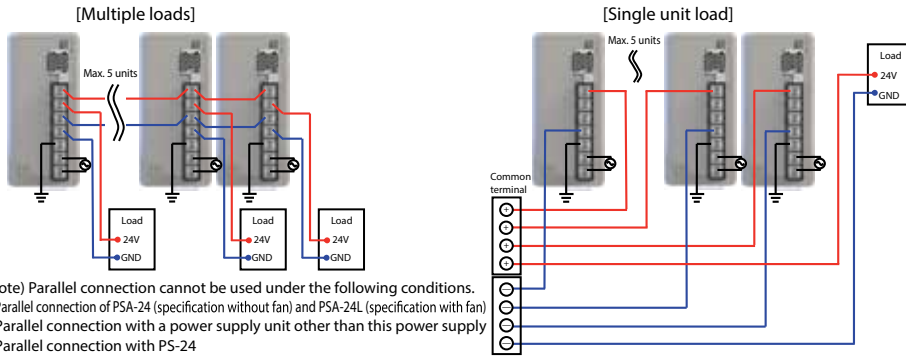 [Multiple loads]
Max. 5 units
Load
24V
GND
Load
24V
GND
Load
24V
GND
[Single unit load]
Max. 5 units
Load
24V
GND
Common
terminal
+
+
+
+
−
−
−
−
ote) Parallel connection cannot be used under the following conditions.
Parallel connection of PSA-24 (specification without fan) and PSA-24L (specification with fan)
Parallel connection with a power supply unit other than this power supply
Parallel connection with PS-24